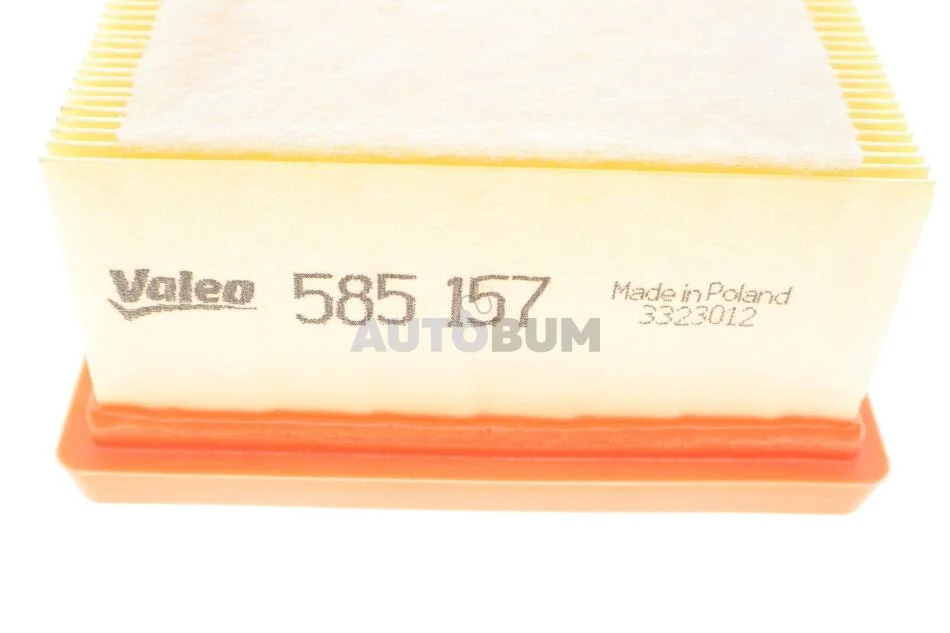 Valeo 585 157 Made in Poland
3323012
AUTOBUM